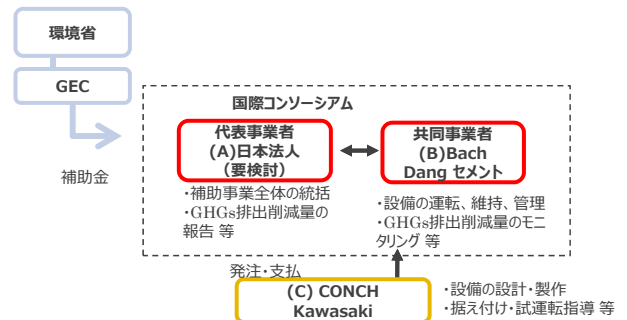 環境省
GEC
補助金
国際コンソーシアム
代表事業者
(A)日本法人
（要検討）
・補助事業全体の統括
・GHGs排出削減量の
報告 等
共同事業者
(B)Bach
Dang セメント
・設備の運転、維持、管理
・GHGs排出削減量のモニ
タリング 等
発注・支払
(C) CONCH
Kawasaki
・設備の設計・製作
・据え付け・試運転指導 等